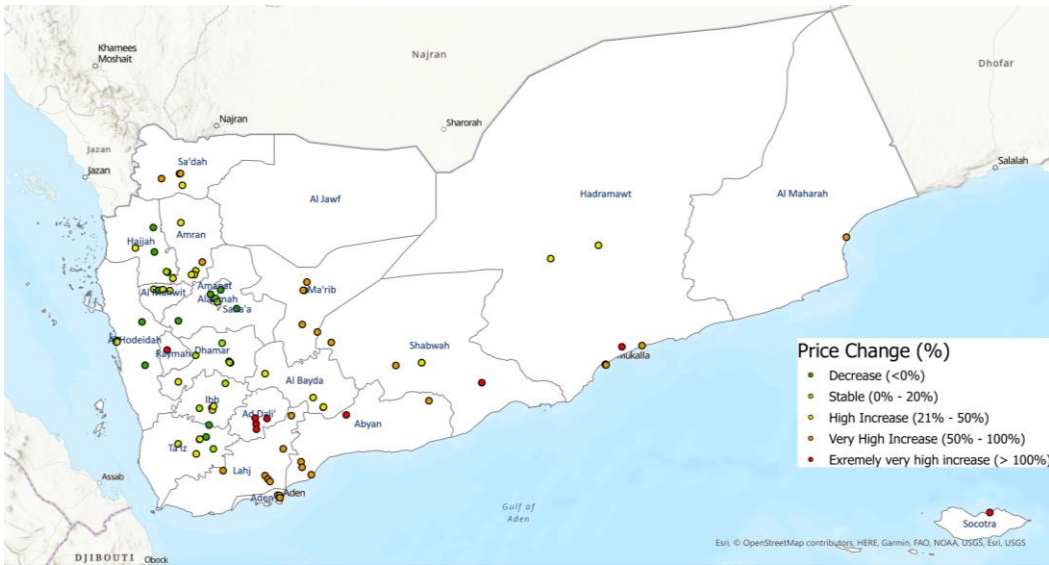 Khamees
Moshait
Najran
Dhofar
Najran
Sharorah
Jazan
Jazan
Salalah
Sa'dah
Al Jawf
Hadramawt
Al Maharah
Amran
Hajjah
Amanat
Al Mahwit
Alasimah
Sana'a
Ma'rib
Al Hodeidah
Raymah
Dhamar
Shabwah
Mukalla
Al Bayda
Ibb
Ad Dali'
Abyan
Ta'iz
Lahj
Assab
Aden
Aden
Gulf of
Aden
DJIBOUTI
Obock
Socotra
Price Change (%)
Decrease (<0%)
Stable (0% - 20%)
High Increase (21% - 50%)
Very High Increase (50% - 100%)
Exremely very high increase (> 100%)
Esri, © OpenStreetMap contributors, HERE, Garmin, FAO, NOAA, USGS, Esri, USGS